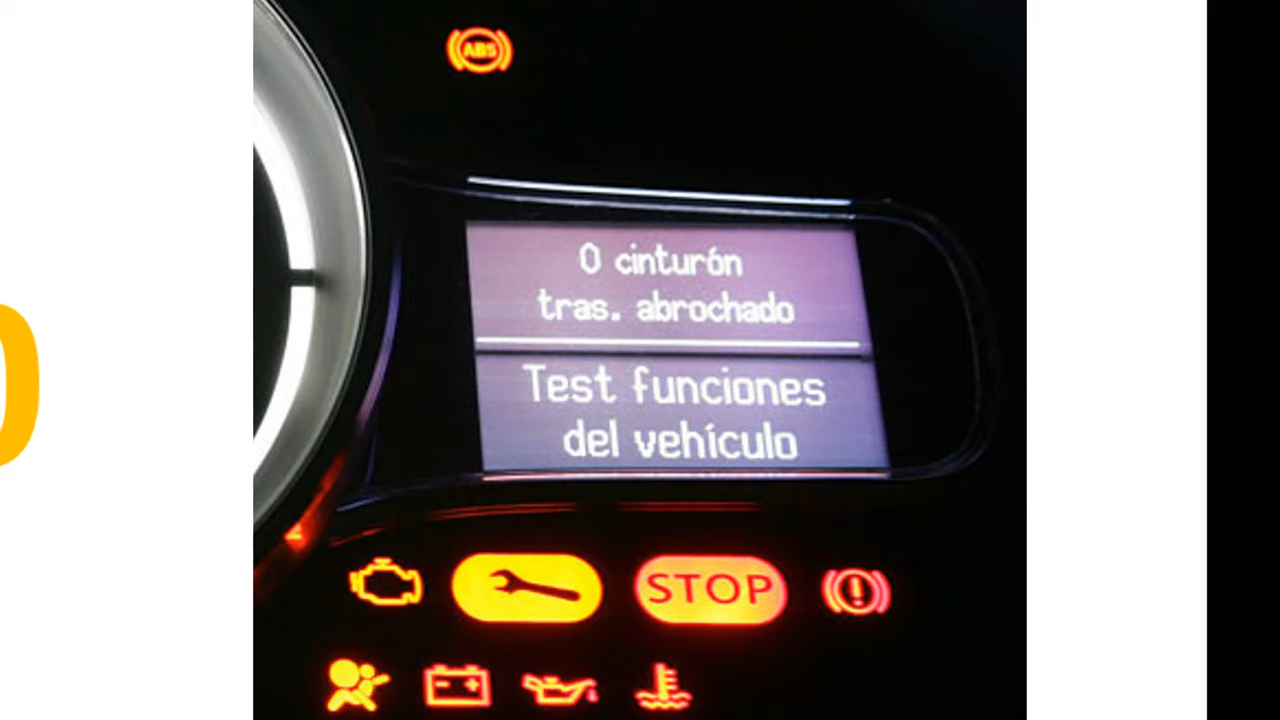 ABS
0 cinturón
tras. abrochado
Test funciones
del vehículo
STOP